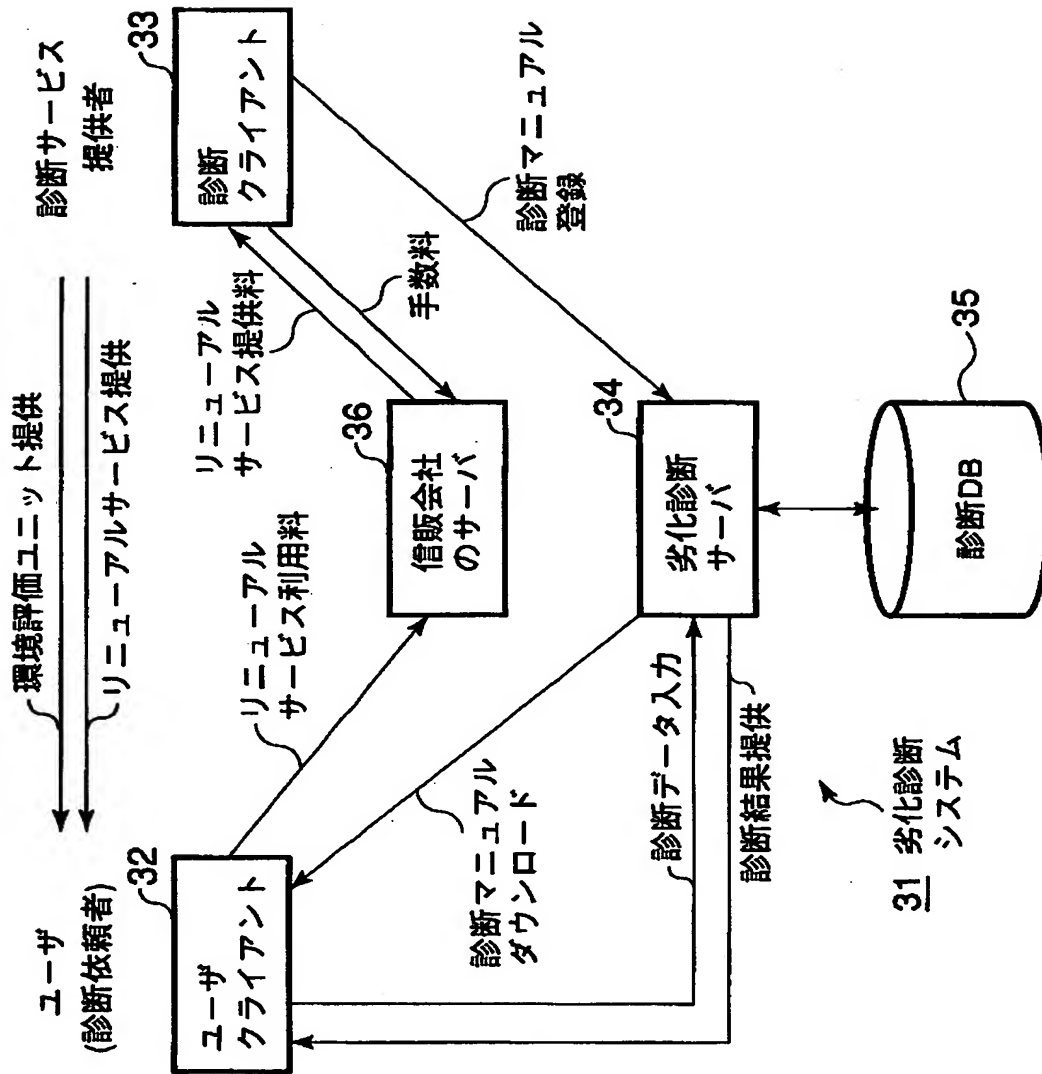 ユーザ
(診断依頼者)
診断サービス
提供者
環境評価ユニット提供
リニューアルサービス提供
32
ユーザ
クライアント
33
診断
クライアント
リニューアル
サービス利用料
リニューアル
サービス提供料
手数料
36
信販会社
のサーバ
診断マニュアル
ダウンロード
診断マニュアル
登録
34
劣化診断
サーバ
診断データ入力
診断結果提供
35
診断DB
31 劣化診断
システム